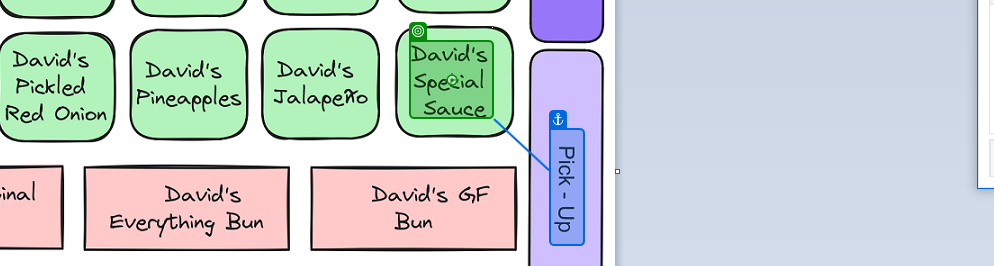 David's
Pickled
Red Onion
David's
Pineapples
David's
Jalapeño
David's
Special
Sauce
inal
David's
Everything Bun
David's GF
Bun
Pick - Up